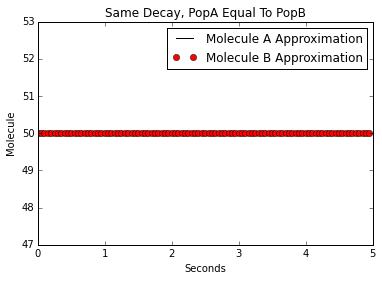 Same Decay, PopA Equal To PopB
Molecule A Approximation
Molecule B Approximation
53
52
51
50
49
48
47
Molecule
0 1 2 3 4 5
Seconds